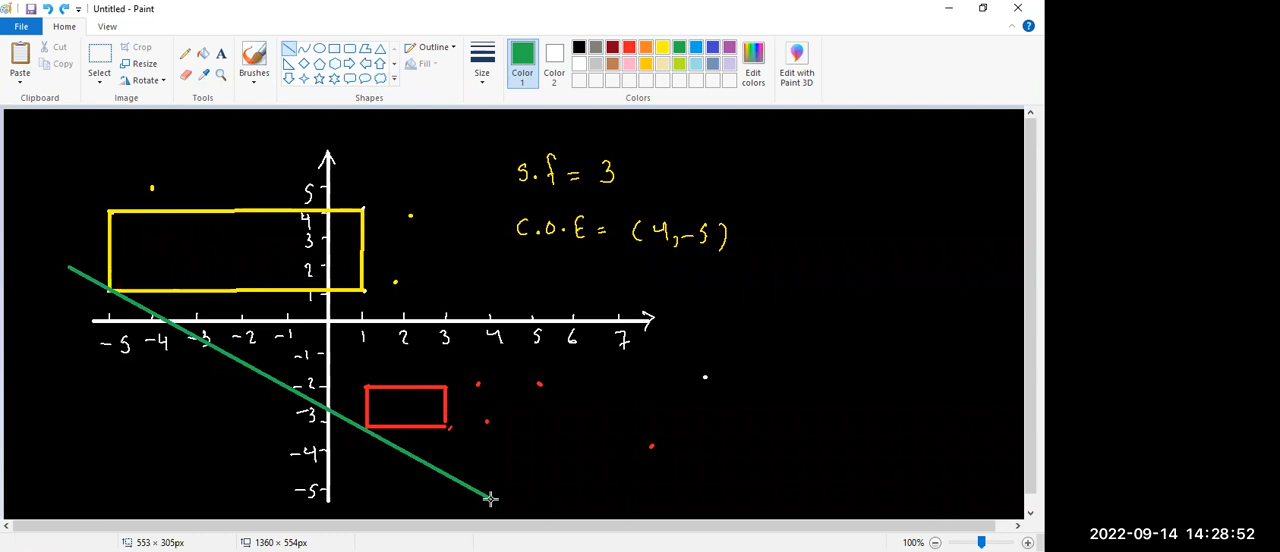 Untitled - Paint
File Home View
Paste
Cut
Copy
Clipboard
Select
Crop
Resize
Rotate
Image
Tools
Brushes
Shapes
Outline
Fill
Size
Color 1
Color 2
Edit colors
Colors
Edit with Paint 3D
S.f = 3
C.O.E = (4,-5)
5
4
3
2
1
-5 -4 -3 -2 -1 1 2 3 4 5 6 7
-1
-2
-3
-4
-5
553 × 305px
1360 × 554px
100%
2022-09-14 14:28:52